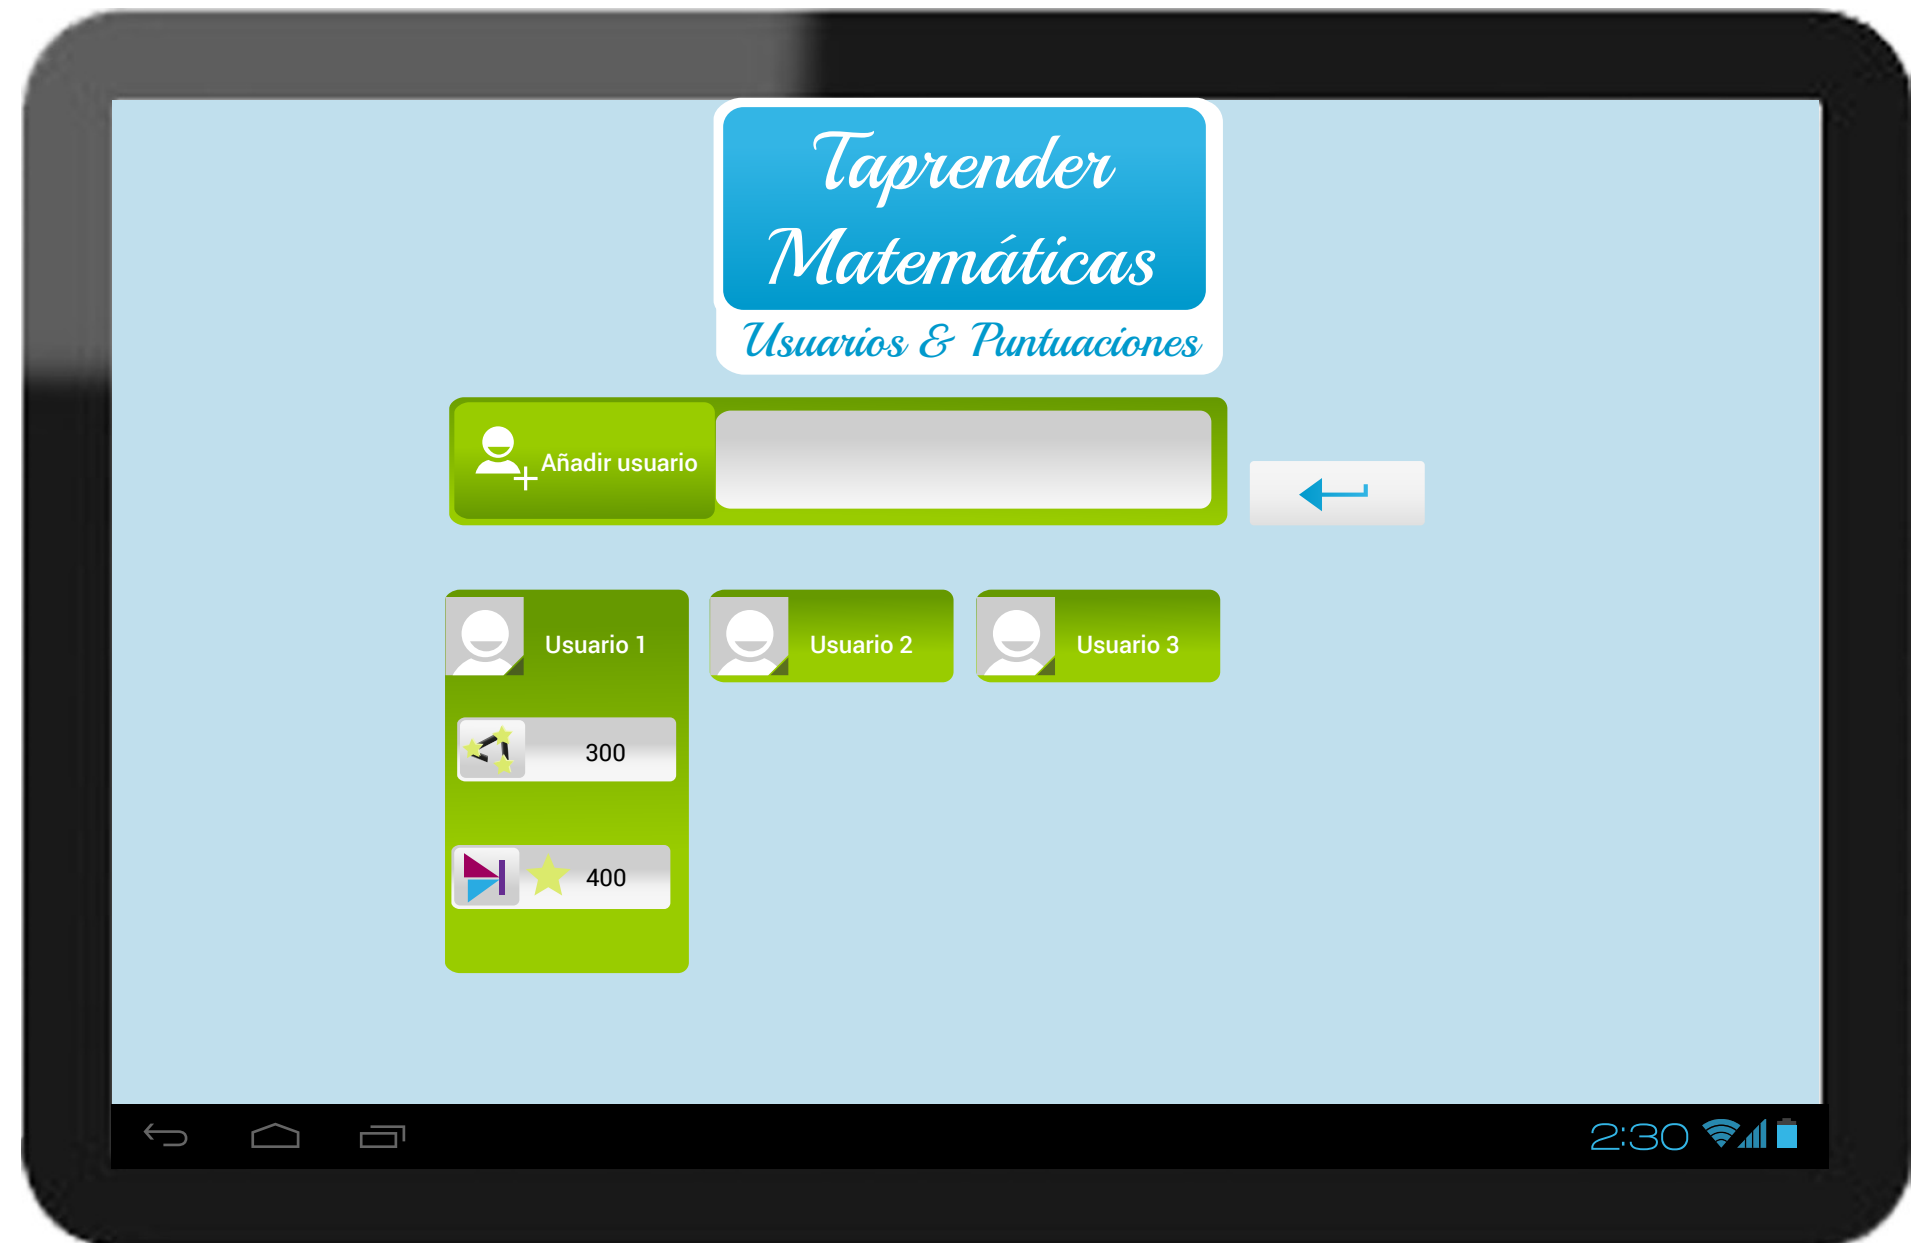 Taprender
Matemáticas
Usuarios & Puntuaciones
Añadir usuario
Usuario 1
Usuario 2
Usuario 3
300
400
2:30